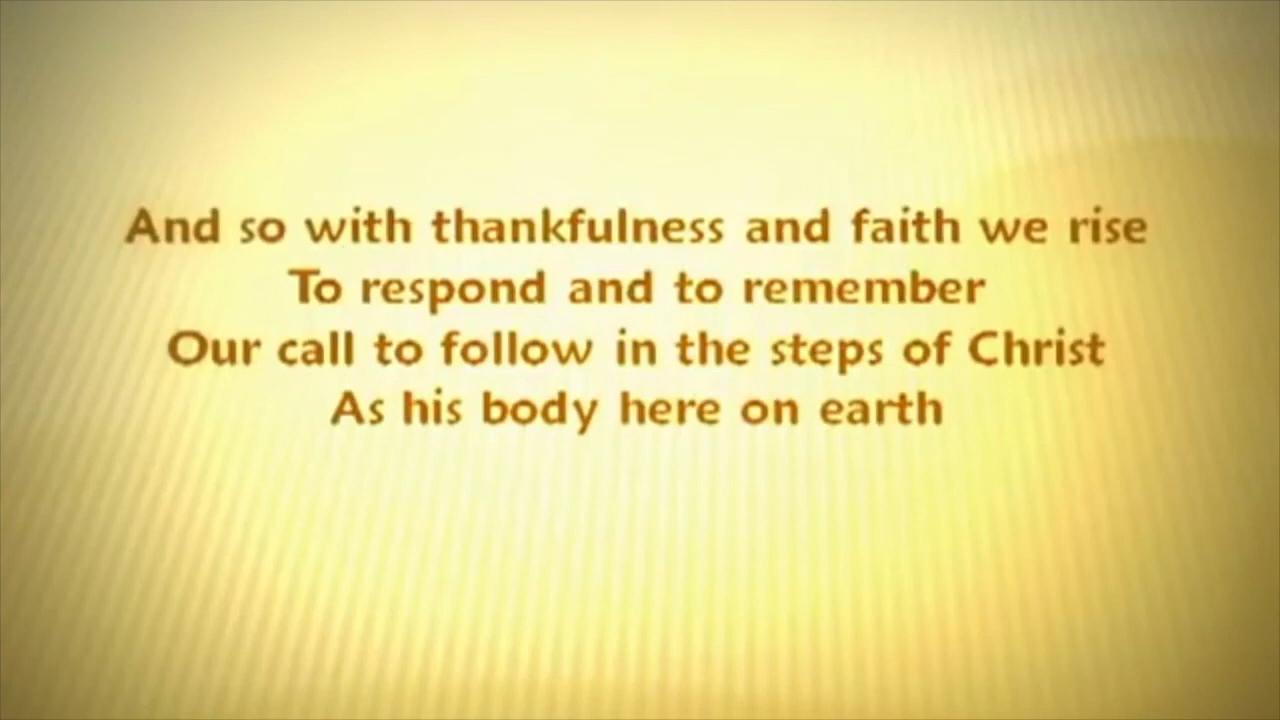 And so with thankfulness and faith we rise
To respond and to remember
Our call to follow in the steps of Christ
As his body here on earth